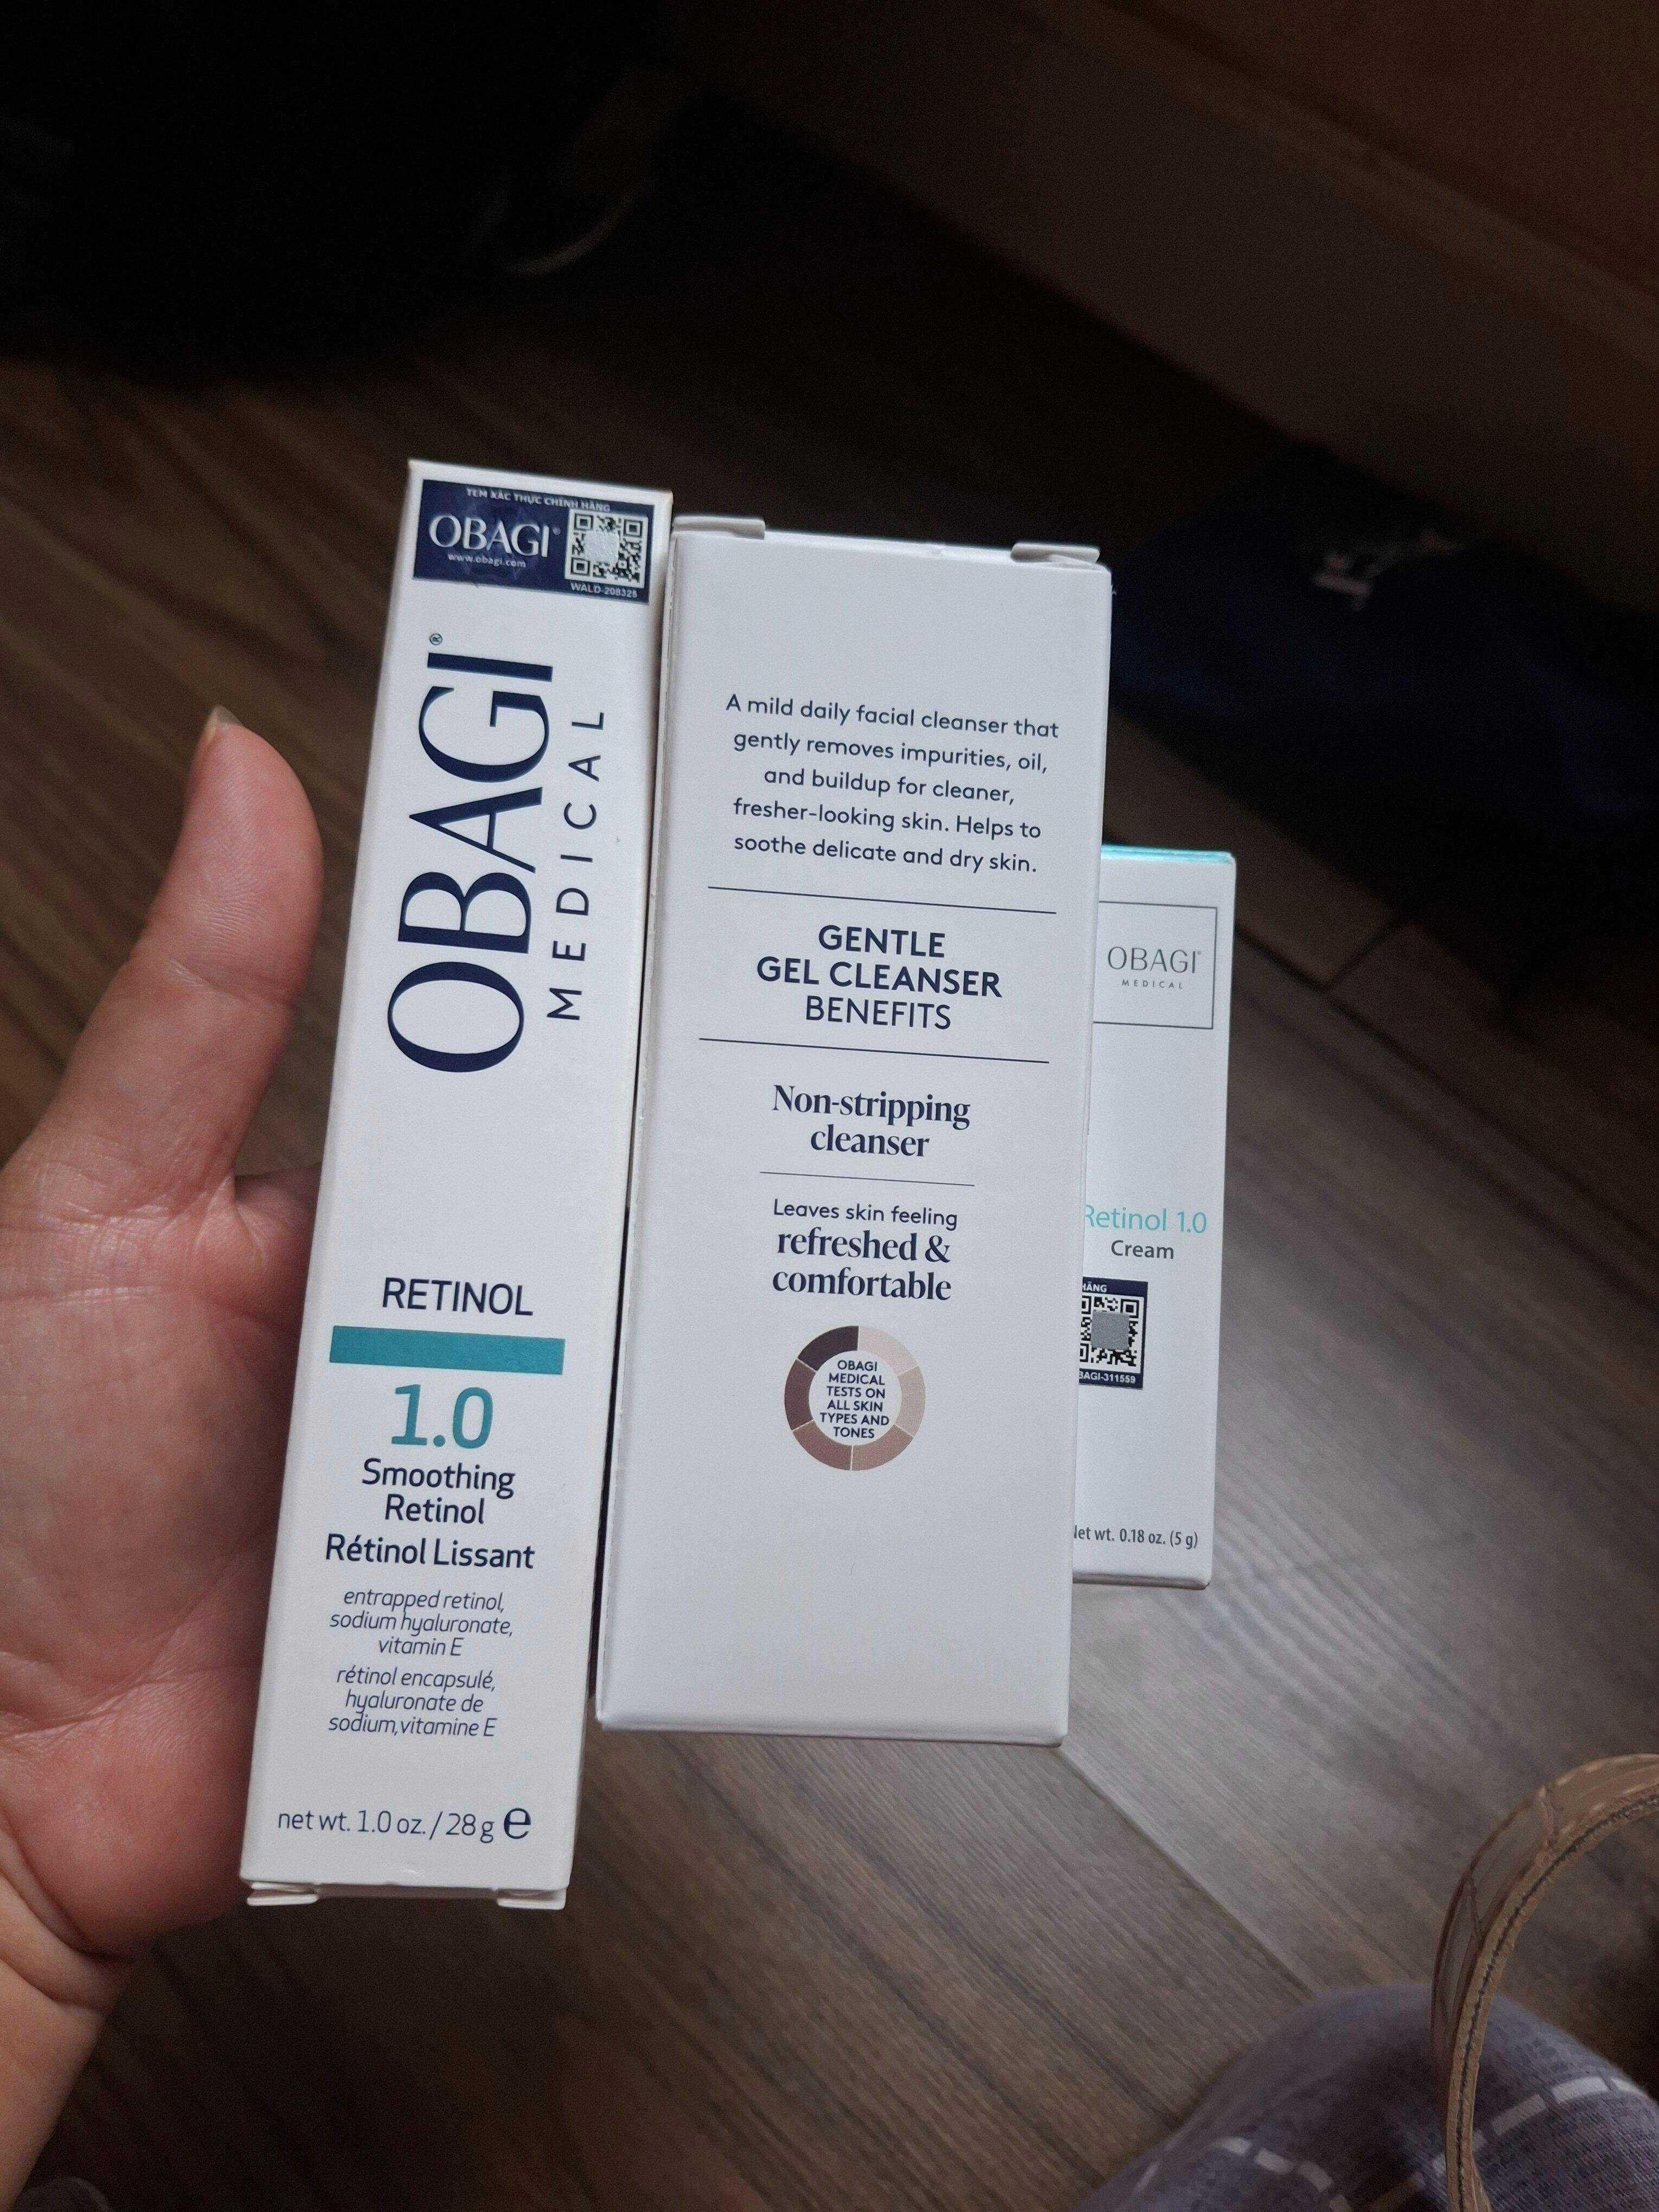 TEM XÁC THỰC CHÍNH HÃNG
OBAGI®
www.obagi.com
WALD-208325
OBAGI®
MEDICAL
RETINOL
1.0
Smoothing
Retinol
Rétinol Lissant
entrapped retinol,
sodium hyaluronate,
vitamin E
rétinol encapsulé,
hyaluronate de
sodium,vitamine E
net wt. 1.0 oz. / 28 g e
A mild daily facial cleanser that
gently removes impurities, oil,
and buildup for cleaner,
fresher-looking skin. Helps to
soothe delicate and dry skin.
GENTLE
GEL CLEANSER
BENEFITS
Non-stripping
cleanser
Leaves skin feeling
refreshed &
comfortable
OBAGI
MEDICAL
TESTS ON
ALL SKIN
TYPES AND
TONES
OBAGI®
MEDICAL
Retinol 1.0
Cream
HÃNG
BAGI-311559
Net wt. 0.18 oz. (5 g)